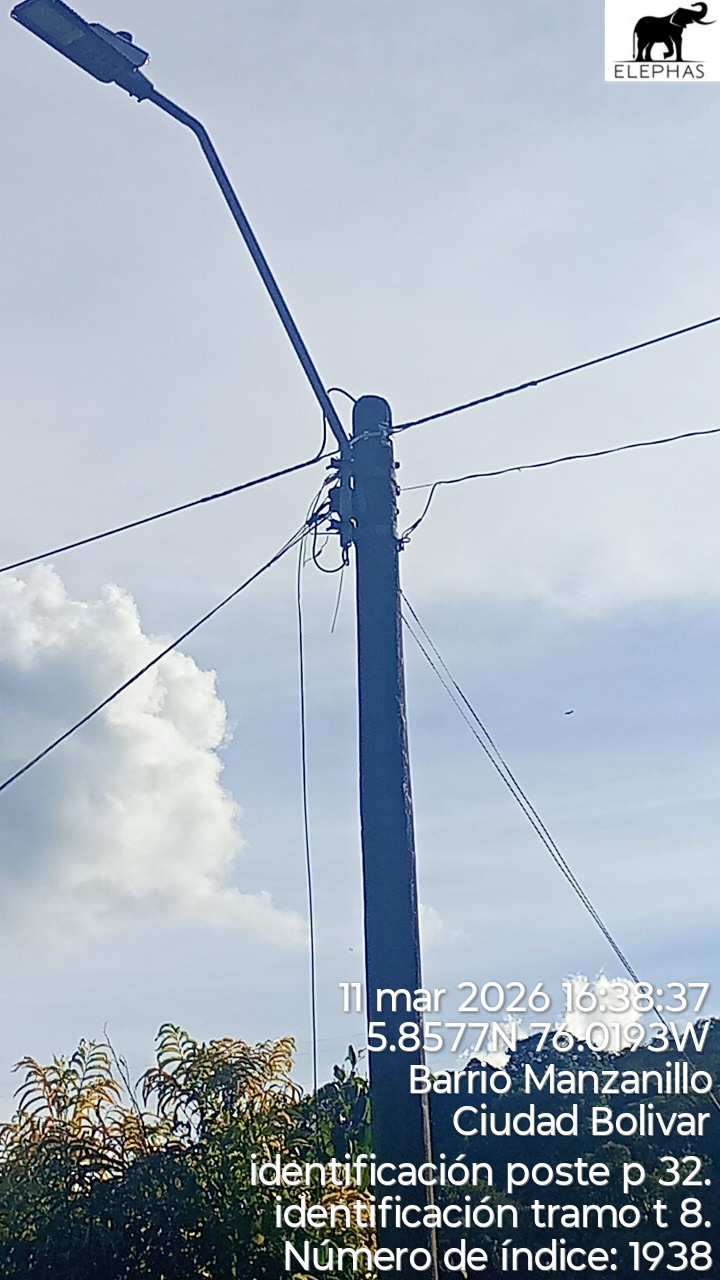 ELEPHAS
11 mar 2026 16:38:37
5.8577N 76.0193W
Barrio Manzanillo
Ciudad Bolivar
identificación poste p 32.
identificación tramo t 8.
Número de índice: 1938